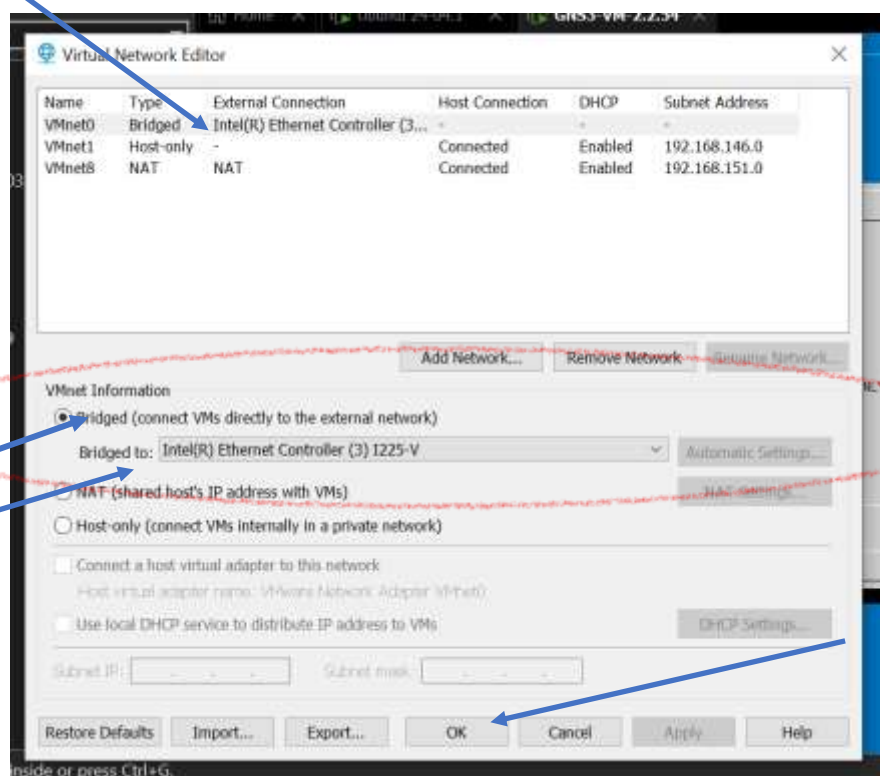 Home × Ubuntu 24-04.1 × GNS3-VM-2.2.54 ×
Virtual Network Editor
Name Type External Connection Host Connection DHCP Subnet Address
VMnet0 Bridged Intel(R) Ethernet Controller (3... - - -
VMnet1 Host-only - Connected Enabled 192.168.146.0
VMnet8 NAT NAT Connected Enabled 192.168.151.0
Add Network... Remove Network Rename Network...
VMnet Information
Bridged (connect VMs directly to the external network)
Bridged to: Intel(R) Ethernet Controller (3) I225-V Automatic Settings...
NAT (shared host's IP address with VMs) NAT Settings...
Host-only (connect VMs internally in a private network)
Connect a host virtual adapter to this network
Host virtual adapter name: VMware Network Adapter VMnet0
Use local DHCP service to distribute IP address to VMs DHCP Settings...
Subnet IP: . . . Subnet mask: . . .
Restore Defaults Import... Export... OK Cancel Apply Help
inside or press Ctrl+G.